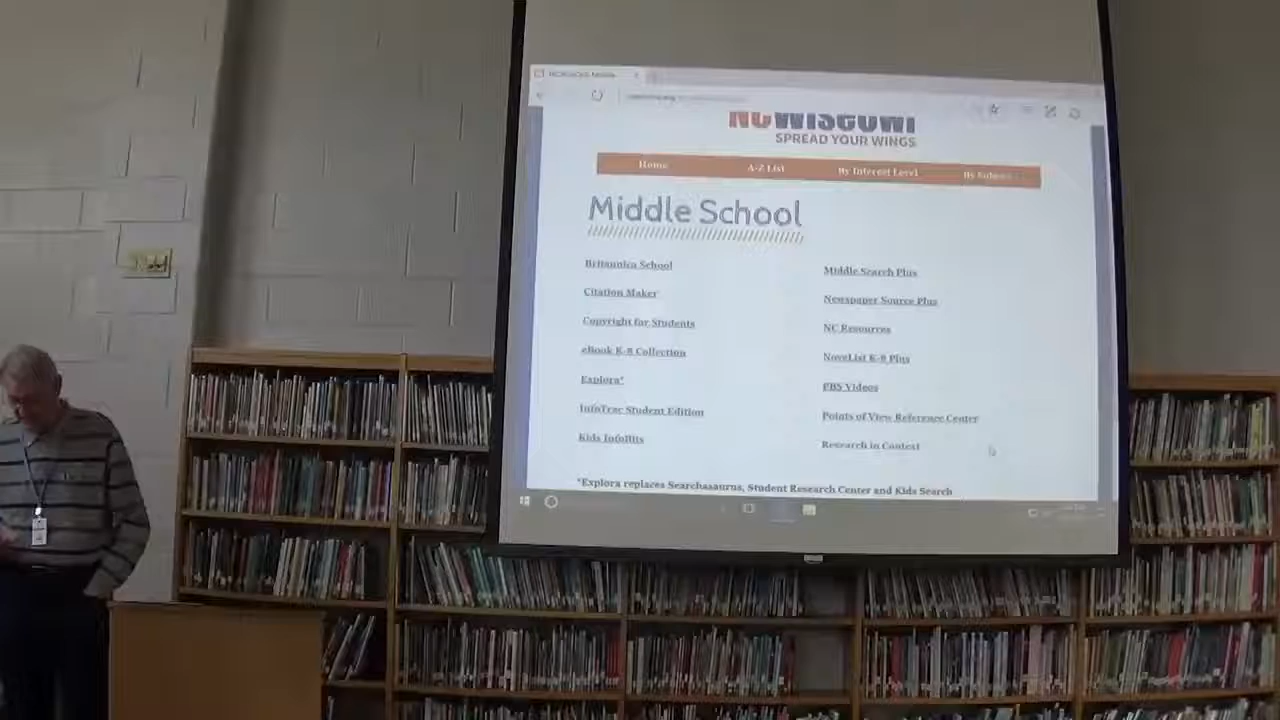 NCWISEOWL
SPREAD YOUR WINGS
Home A-Z List By Interest Level By
Middle School
Britannica School
Citation Maker
Copyright for Students
eBook K-8 Collection
Explora*
InfoTrac Student Edition
Kids InfoBits
Middle Search Plus
Newspaper Source Plus
NC Resources
NoveList K-8 Plus
PBS Videos
Points of View Reference Center
Research in Context
*Explora replaces Searchasaurus, Student Research Center and Kids Search